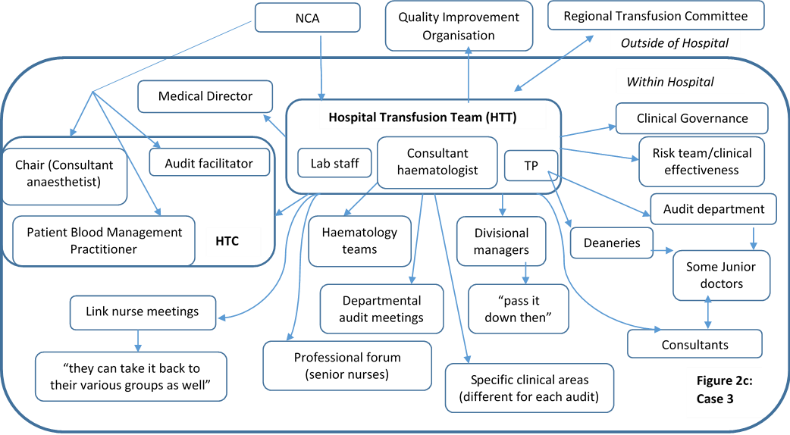 NCA
Quality Improvement
Organisation
Regional Transfusion Committee
Outside of Hospital
Within Hospital
Medical Director
Hospital Transfusion Team (HTT)
Clinical Governance
Lab staff
Consultant
haematologist
TP
Risk team/clinical
effectiveness
Chair (Consultant
anaesthetist)
Audit facilitator
Patient Blood Management
Practitioner
HTC
Haematology
teams
Divisional
managers
Audit department
Deaneries
Some Junior
doctors
Link nurse meetings
Departmental
audit meetings
"pass it
down then"
Consultants
"they can take it back to
their various groups as well"
Professional forum
(senior nurses)
Specific clinical areas
(different for each audit)
Figure 2c:
Case 3